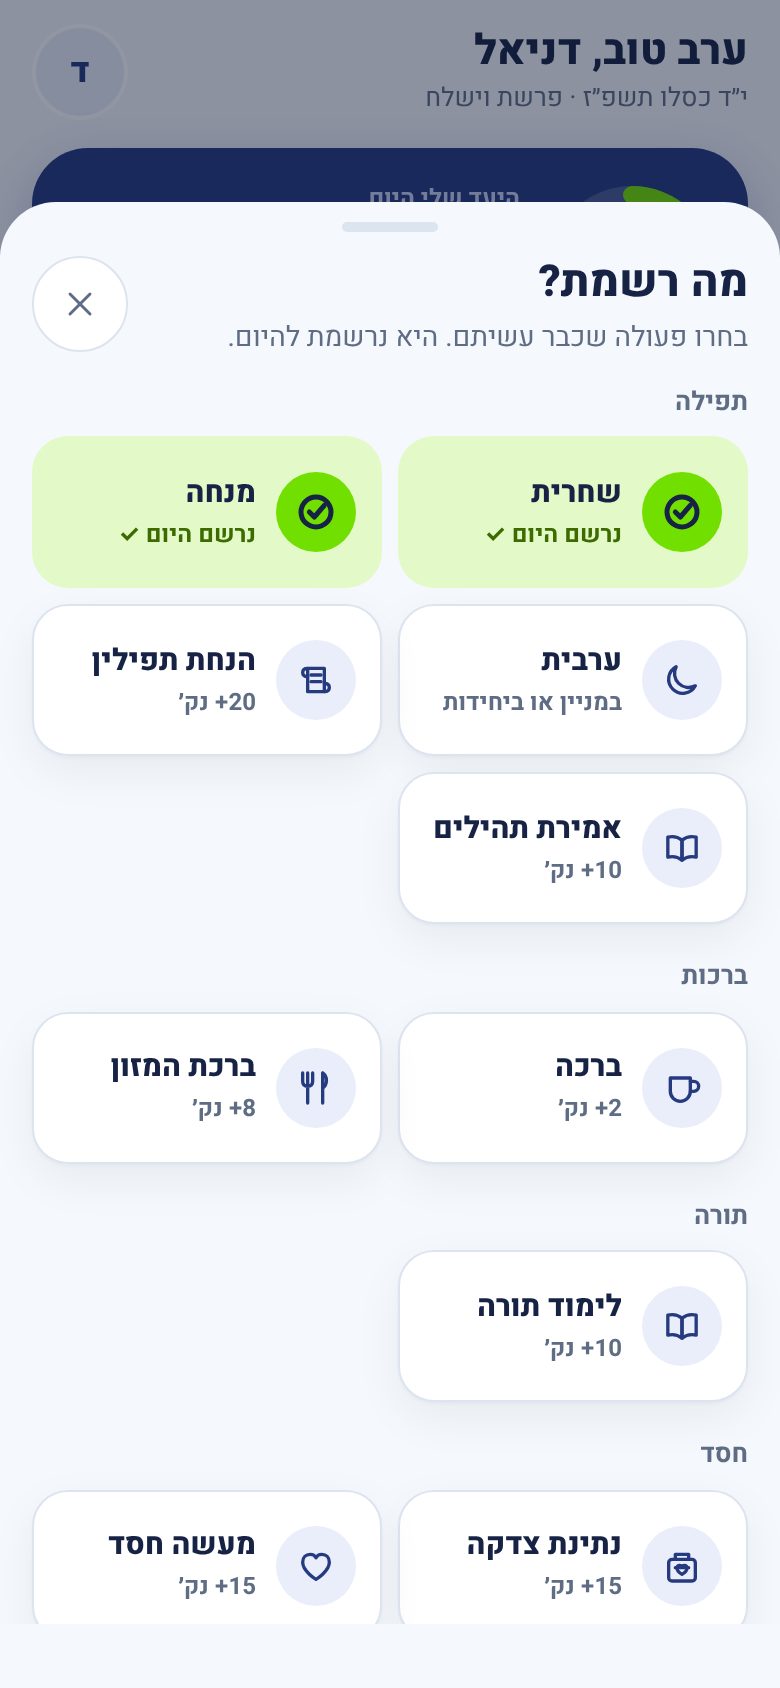 ערב טוב, דניאל
ד
י״ד כסלו תשפ״ז · פרשת וישלח
היעד שלי היום
מה רשמת?
בחרו פעולה שכבר עשיתם. היא נרשמת להיום.
תפילה
שחרית
נרשם היום ✓
מנחה
נרשם היום ✓
ערבית
במניין או ביחידות
הנחת תפילין
+20 נק׳
אמירת תהילים
+10 נק׳
ברכות
ברכה
+2 נק׳
ברכת המזון
+8 נק׳
תורה
לימוד תורה
+10 נק׳
חסד
נתינת צדקה
+15 נק׳
מעשה חסד
+15 נק׳